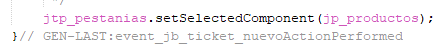 */
jtp_pestanias.setSelectedComponent(jp_productos);
}// GEN-LAST:event_jb_ticket_nuevoActionPerformed